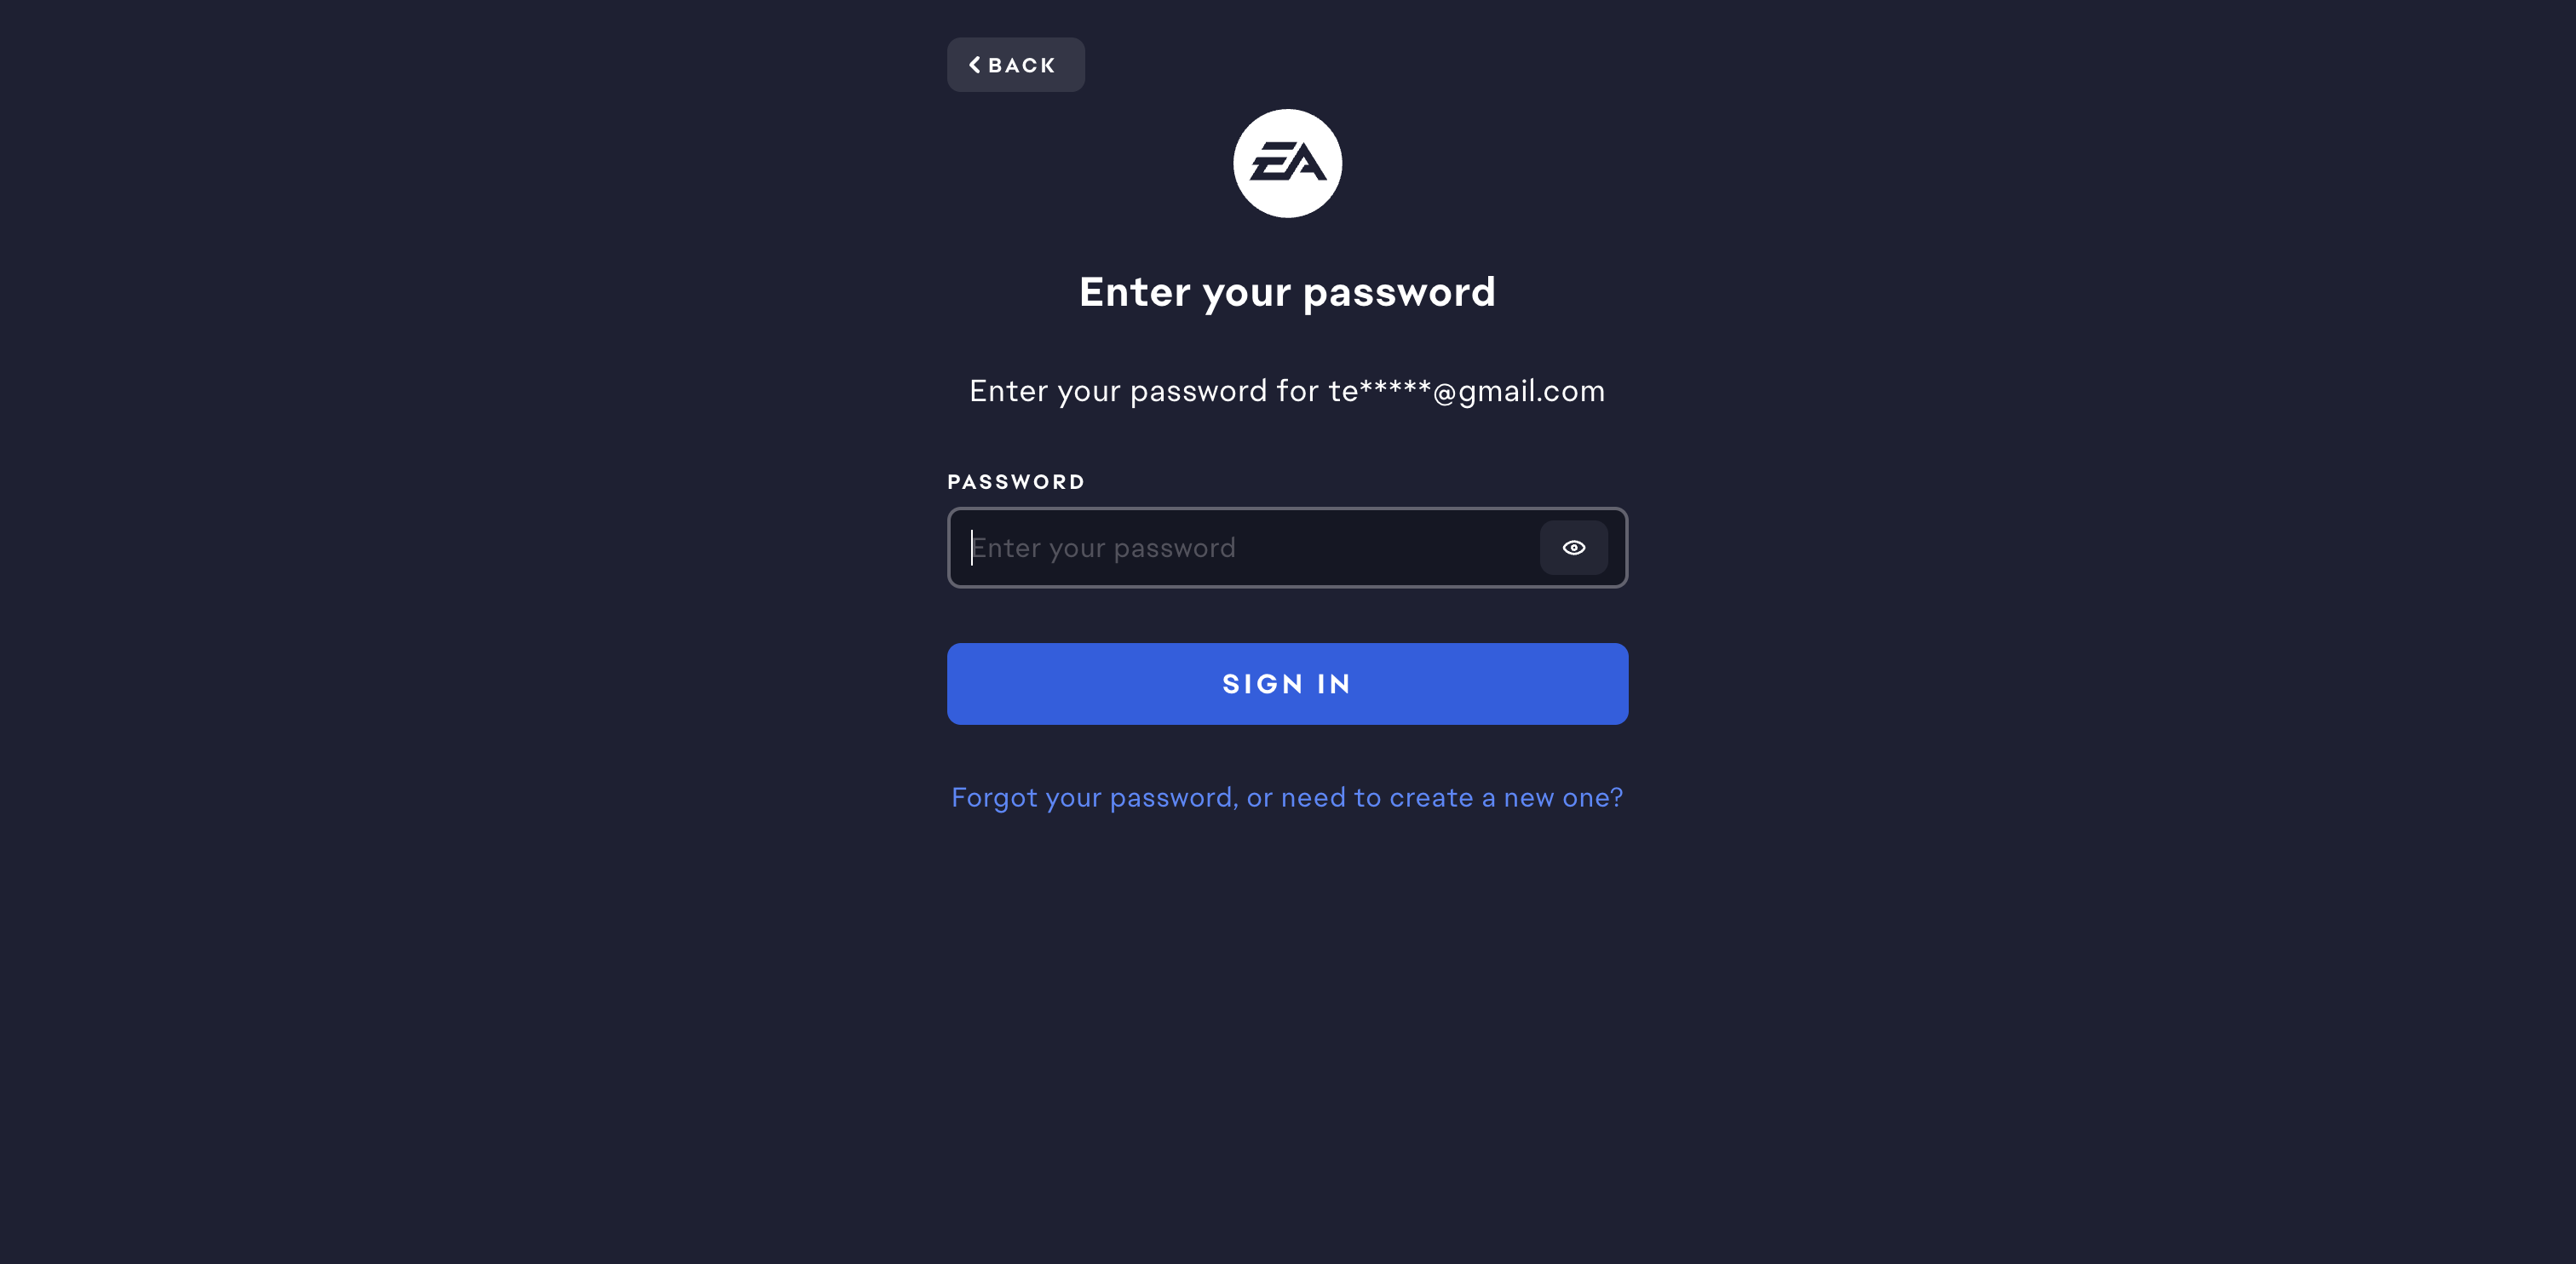 BACK
EA
Enter your password
Enter your password for te*****@gmail.com
PASSWORD
Enter your password
SIGN IN
Forgot your password, or need to create a new one?